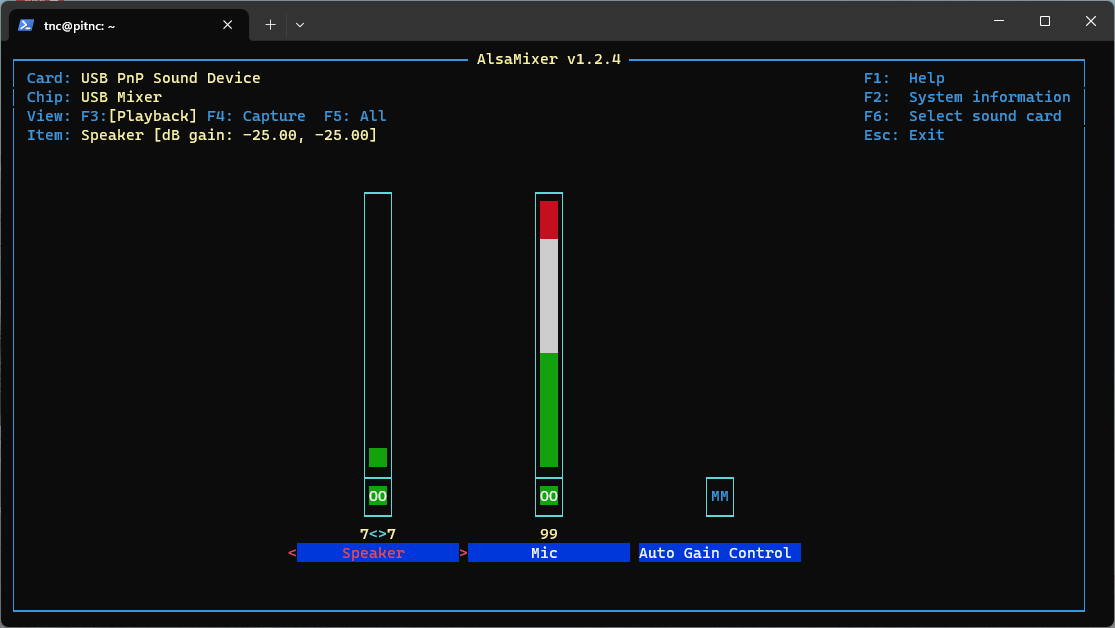 tnc@pitnc: ~
AlsaMixer v1.2.4
Card: USB PnP Sound Device F1: Help
Chip: USB Mixer F2: System information
View: F3:[Playback] F4: Capture F5: All F6: Select sound card
Item: Speaker [dB gain: −25.00, −25.00] Esc: Exit
OO OO MM
7<>7 99
< Speaker > Mic Auto Gain Control